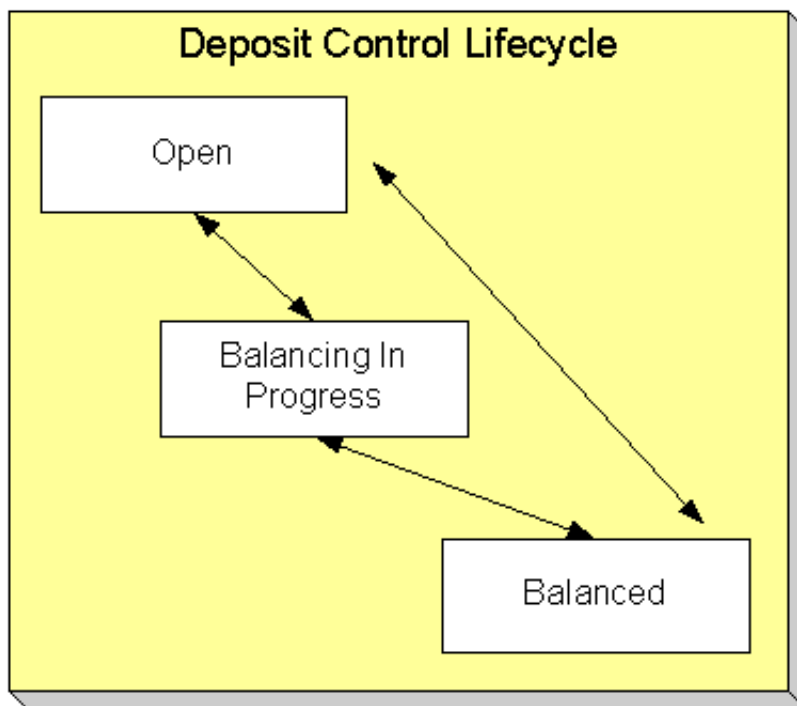 Deposit Control Lifecycle
Open
Balancing In
Progress
Balanced